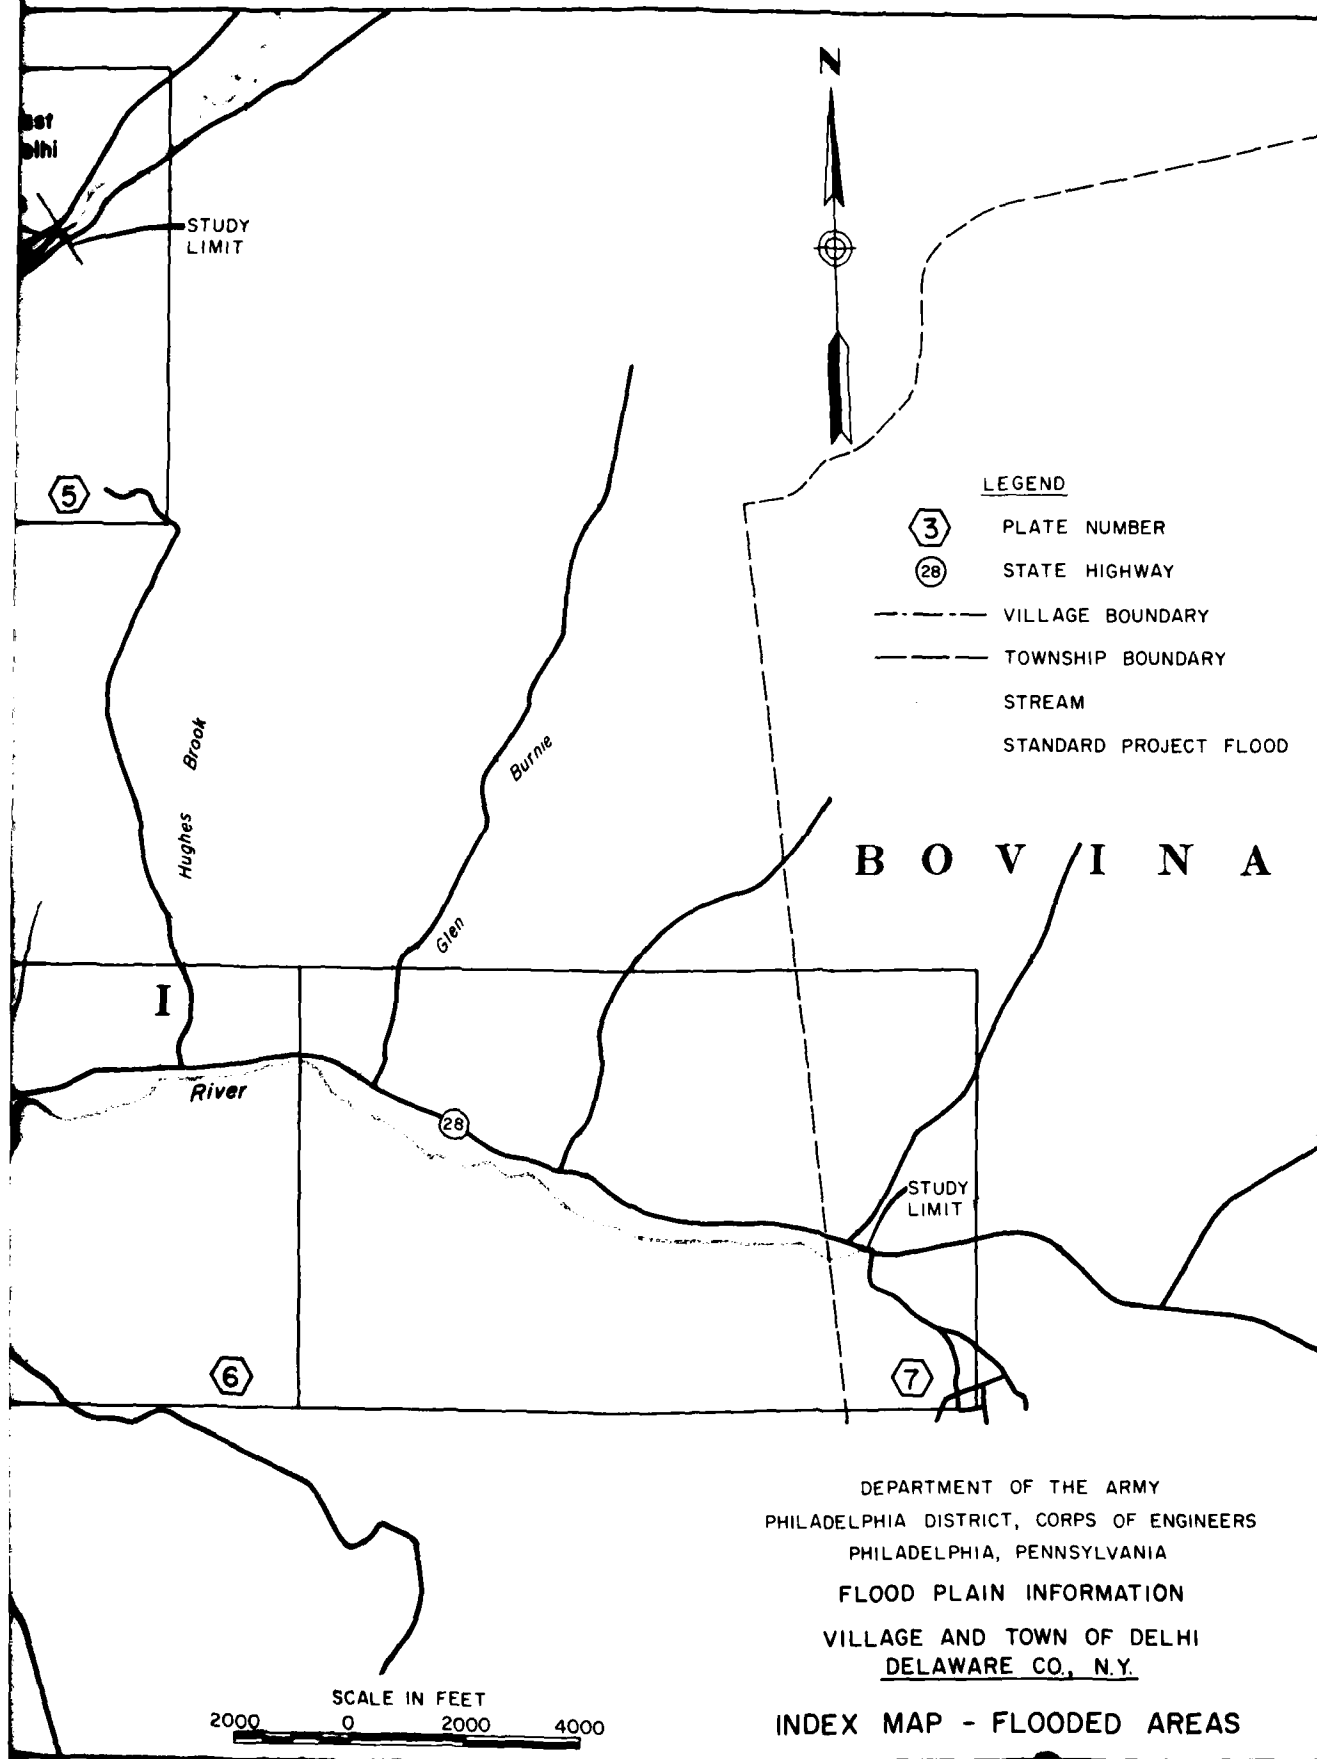 N
STUDY
LIMIT
5
LEGEND
3 PLATE NUMBER
28 STATE HIGHWAY
VILLAGE BOUNDARY
TOWNSHIP BOUNDARY
STREAM
STANDARD PROJECT FLOOD
Hughes Brook
Glen Burnie
BOVINA
I
River
28
STUDY
LIMIT
6
7
DEPARTMENT OF THE ARMY
PHILADELPHIA DISTRICT, CORPS OF ENGINEERS
PHILADELPHIA, PENNSYLVANIA
FLOOD PLAIN INFORMATION
VILLAGE AND TOWN OF DELHI
DELAWARE CO., N.Y.
SCALE IN FEET
2000 0 2000 4000
INDEX MAP - FLOODED AREAS